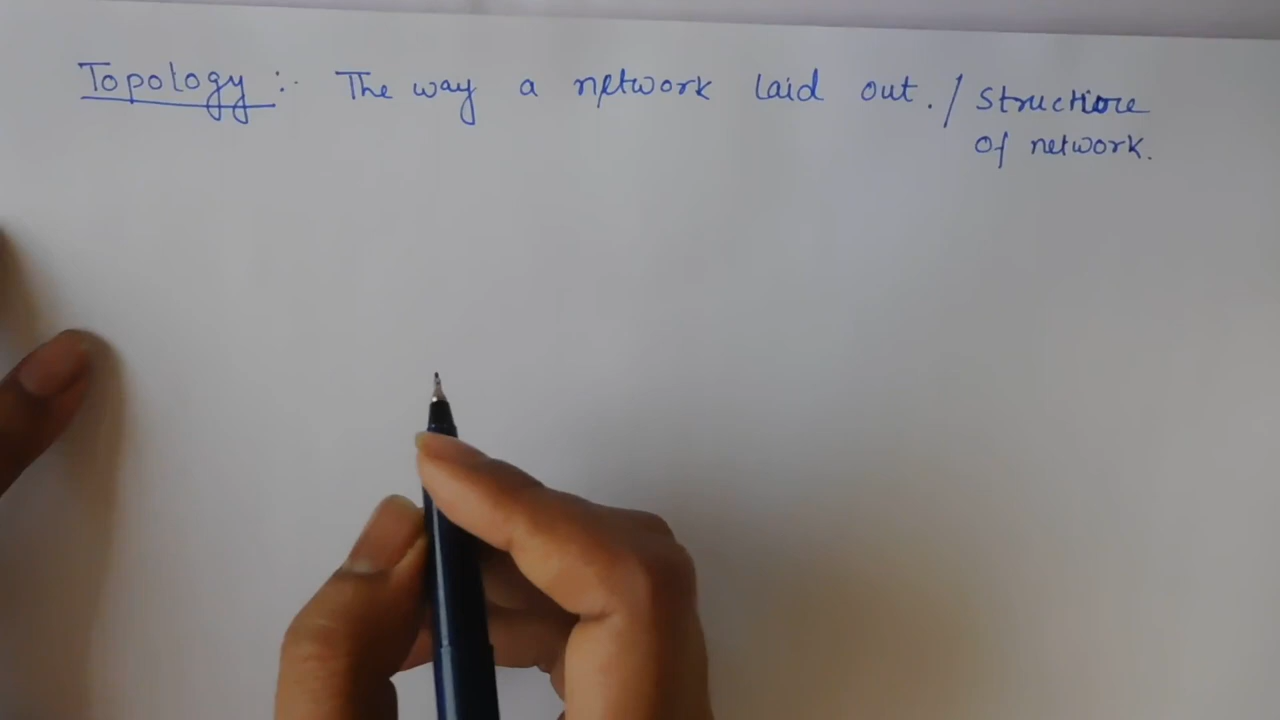 Topology :- The way a network laid out. / Structure
of network.